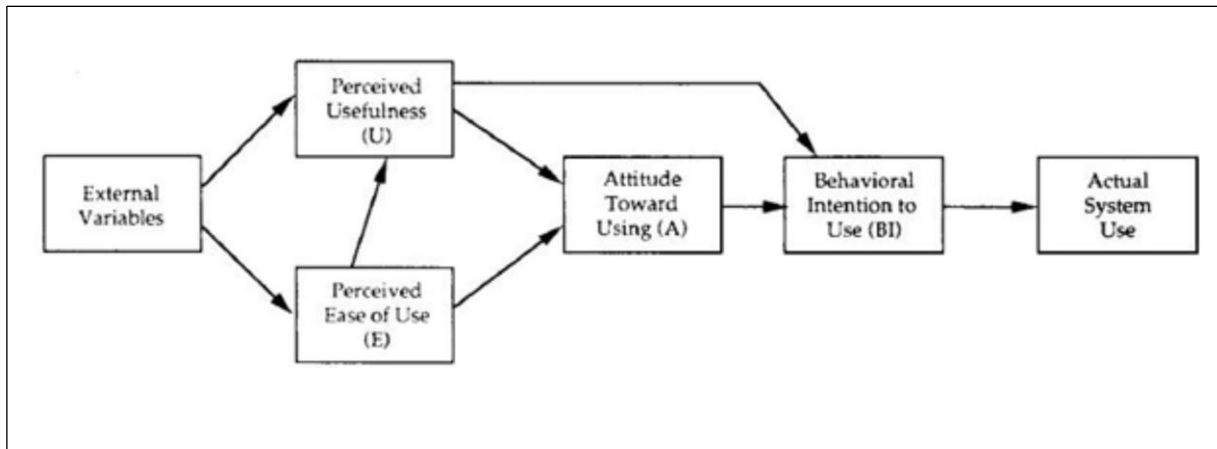 External
Variables
Perceived
Usefulness
(U)
Perceived
Ease of Use
(E)
Attitude
Toward
Using (A)
Behavioral
Intention to
Use (BI)
Actual
System
Use